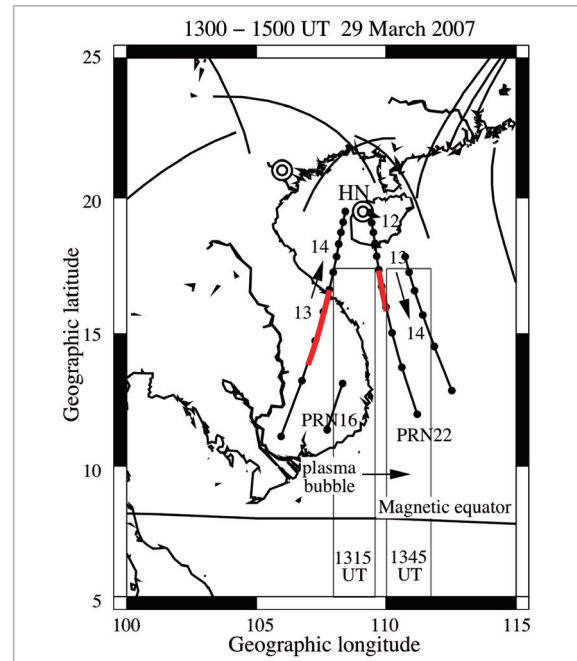 1300 – 1500 UT 29 March 2007
25
20
15
10
5
Geographic latitude
HN
12
14
13
13
14
PRN16
PRN22
plasma
bubble
Magnetic equator
1315
UT
1345
UT
100
105
110
115
Geographic longitude